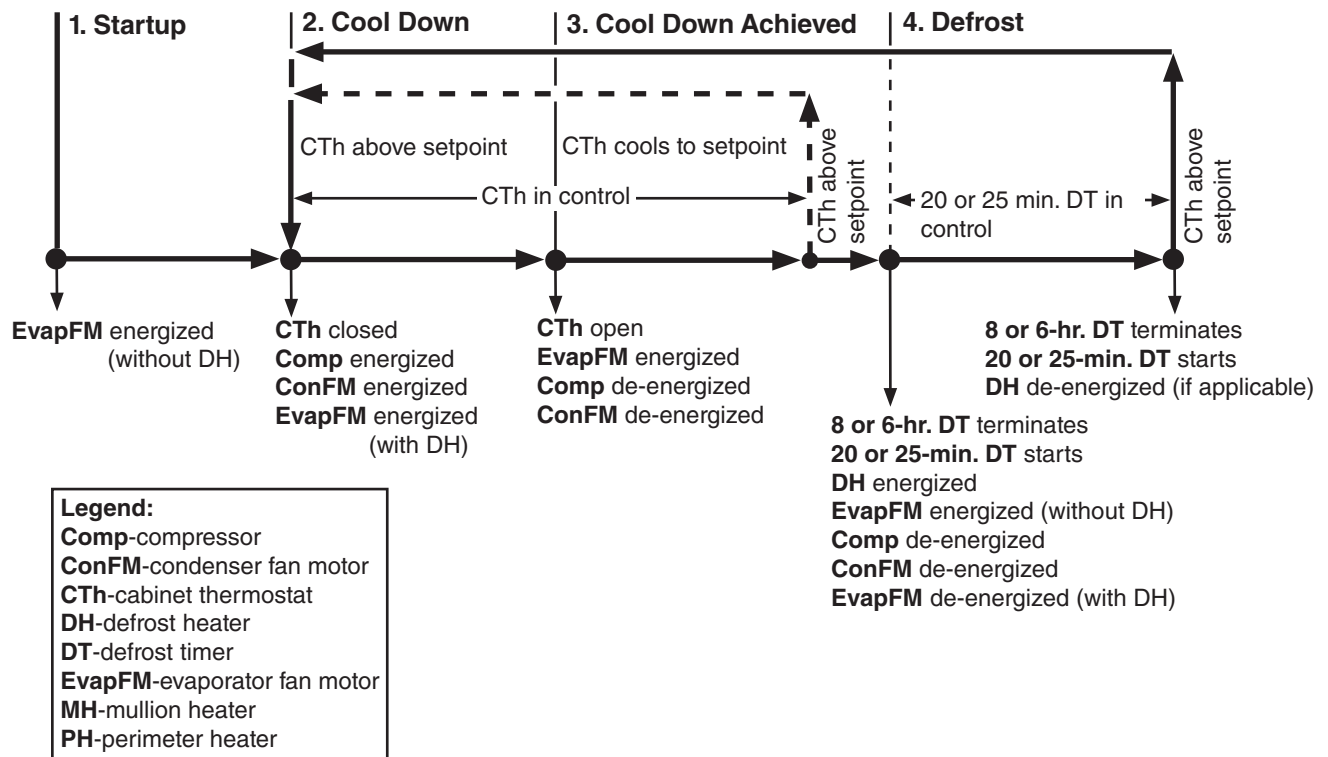 1. Startup
2. Cool Down
3. Cool Down Achieved
4. Defrost
CTh above setpoint
CTh cools to setpoint
CTh in control
CTh above
setpoint
20 or 25 min. DT in
control
CTh above
setpoint
EvapFM energized
(without DH)
CTh closed
Comp energized
ConFM energized
EvapFM energized
(with DH)
CTh open
EvapFM energized
Comp de-energized
ConFM de-energized
8 or 6-hr. DT terminates
20 or 25-min. DT starts
DH energized
EvapFM energized (without DH)
Comp de-energized
ConFM de-energized
EvapFM de-energized (with DH)
8 or 6-hr. DT terminates
20 or 25-min. DT starts
DH de-energized (if applicable)
Legend:
Comp-compressor
ConFM-condenser fan motor
CTh-cabinet thermostat
DH-defrost heater
DT-defrost timer
EvapFM-evaporator fan motor
MH-mullion heater
PH-perimeter heater